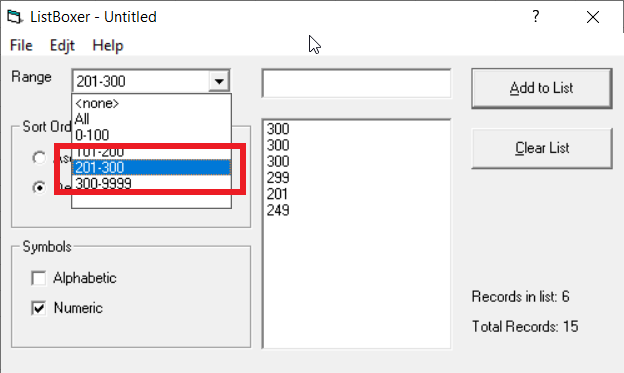 ListBoxer - Untitled
File Edjt Help
Range
201-300
Add to List
<none>
All
0-100
101-200
201-300
300-9999
Sort Ord
As
De
300
300
300
299
201
249
Clear List
Symbols
Alphabetic
Numeric
Records in list: 6
Total Records: 15